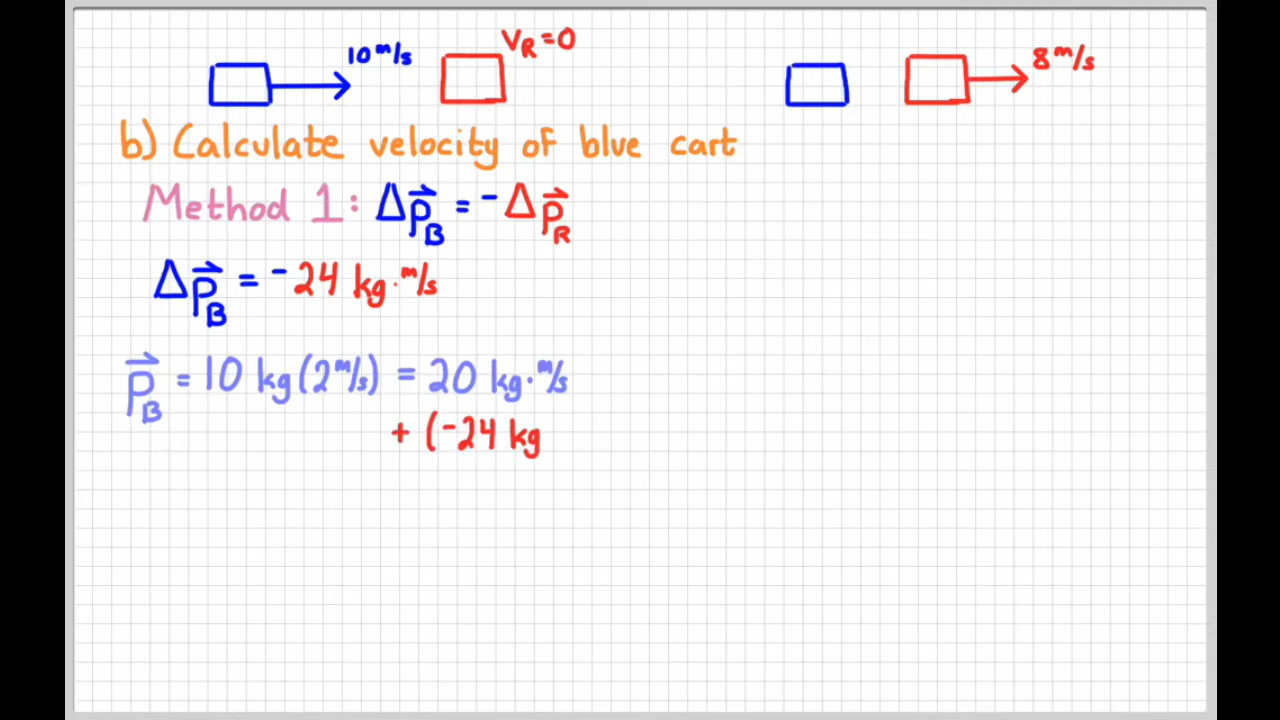 10 m/s VR = 0 8 m/s
b) Calculate velocity of blue cart
Method 1: Δp⃗B = -Δp⃗R
Δp⃗B = -24 kg·m/s
p⃗B = 10 kg(2 m/s) = 20 kg·m/s
+ (-24 kg